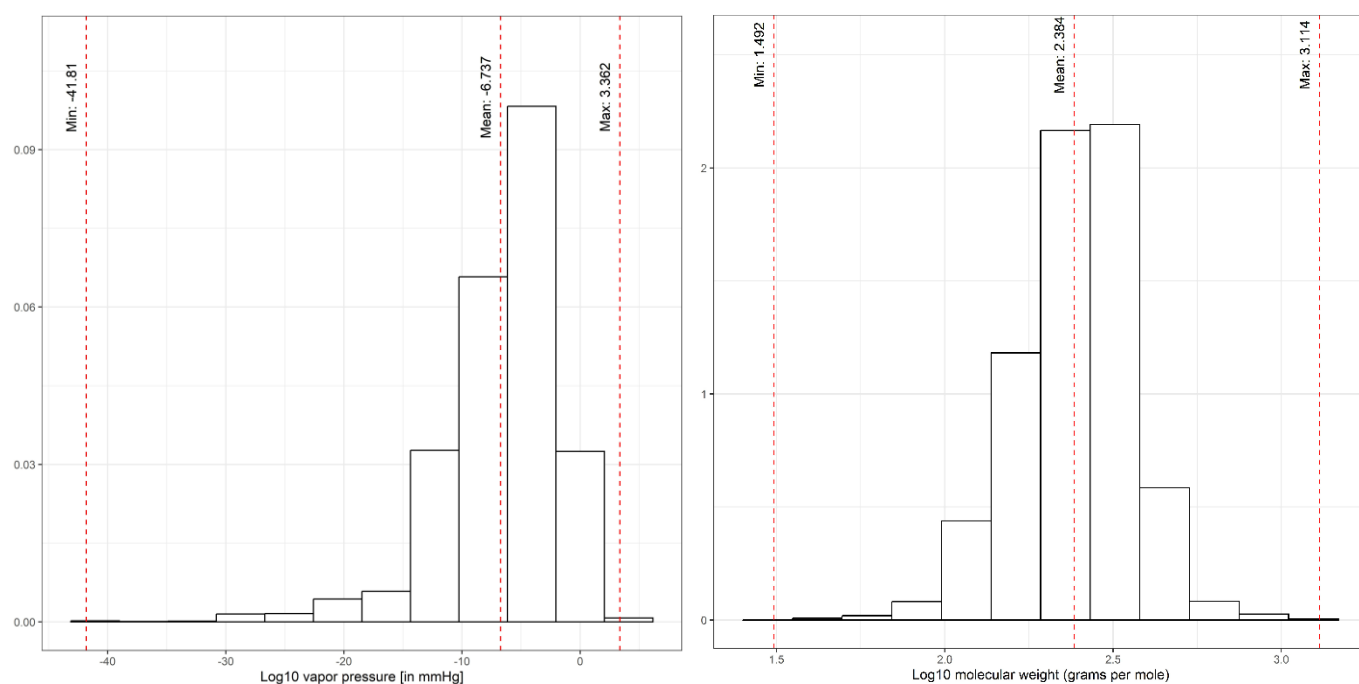 Min: -41.81
Mean: -6.737
Max: 3.362
0.09
0.06
0.03
0.00
-40
-30
-20
-10
0
Log10 vapor pressure [in mmHg]
Min: 1.492
Mean: 2.384
Max: 3.114
2
1
0
1.5
2.0
2.5
3.0
Log10 molecular weight (grams per mole)